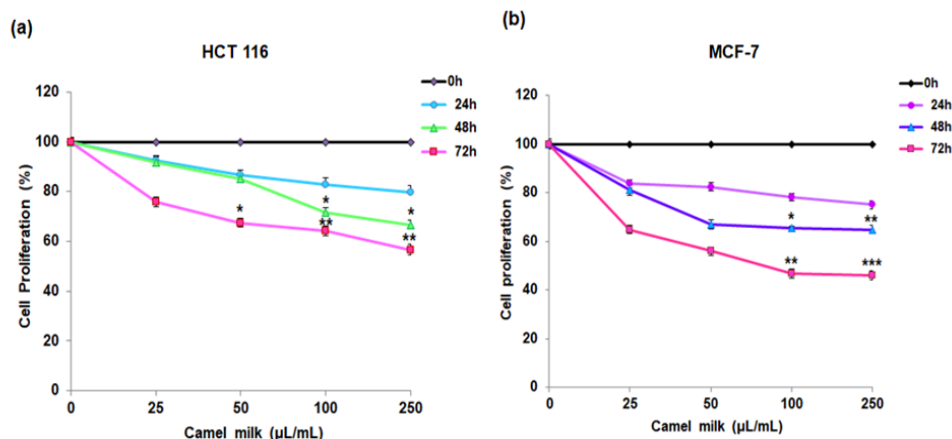 (a)
HCT 116
0h
24h
48h
72h
Cell Proliferation (%)
120
100
80
60
40
20
0
*
*
**
*
**
0 25 50 100 250
Camel milk (µL/mL)
(b)
MCF-7
0h
24h
48h
72h
Cell proliferation (%)
120
100
80
60
40
20
0
*
**
**
***
0 25 50 100 250
Camel milk (µL/mL)